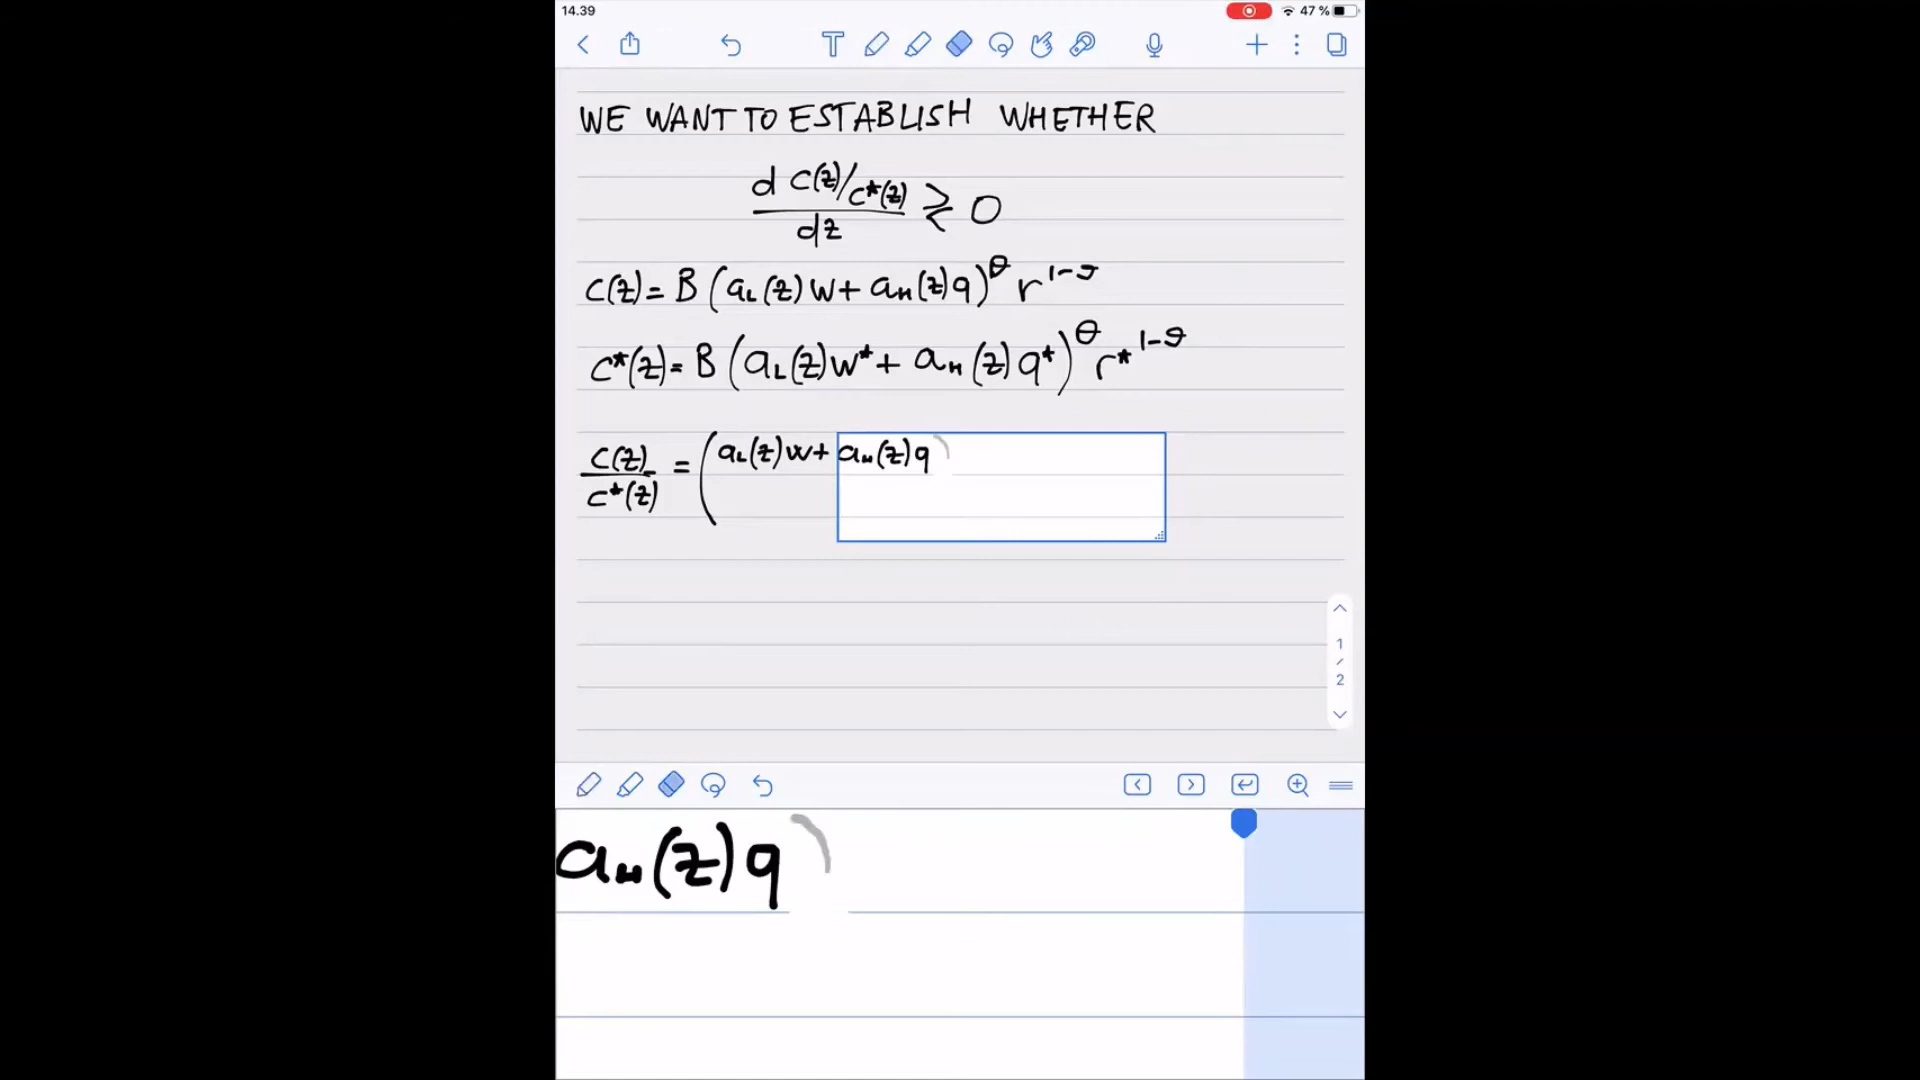 14.39 47 %
WE WANT TO ESTABLISH WHETHER
d c(z)/c*(z)
dz ≷ 0
c(z) = B (aL(z) w + aH(z) q)^θ r^1-ϑ
c*(z) = B (aL(z) w* + aH(z) q*)^θ r*^1-ϑ
c(z) = (aL(z) w + aH(z) q)
c*(z)
1
/
2
aH(z) q)